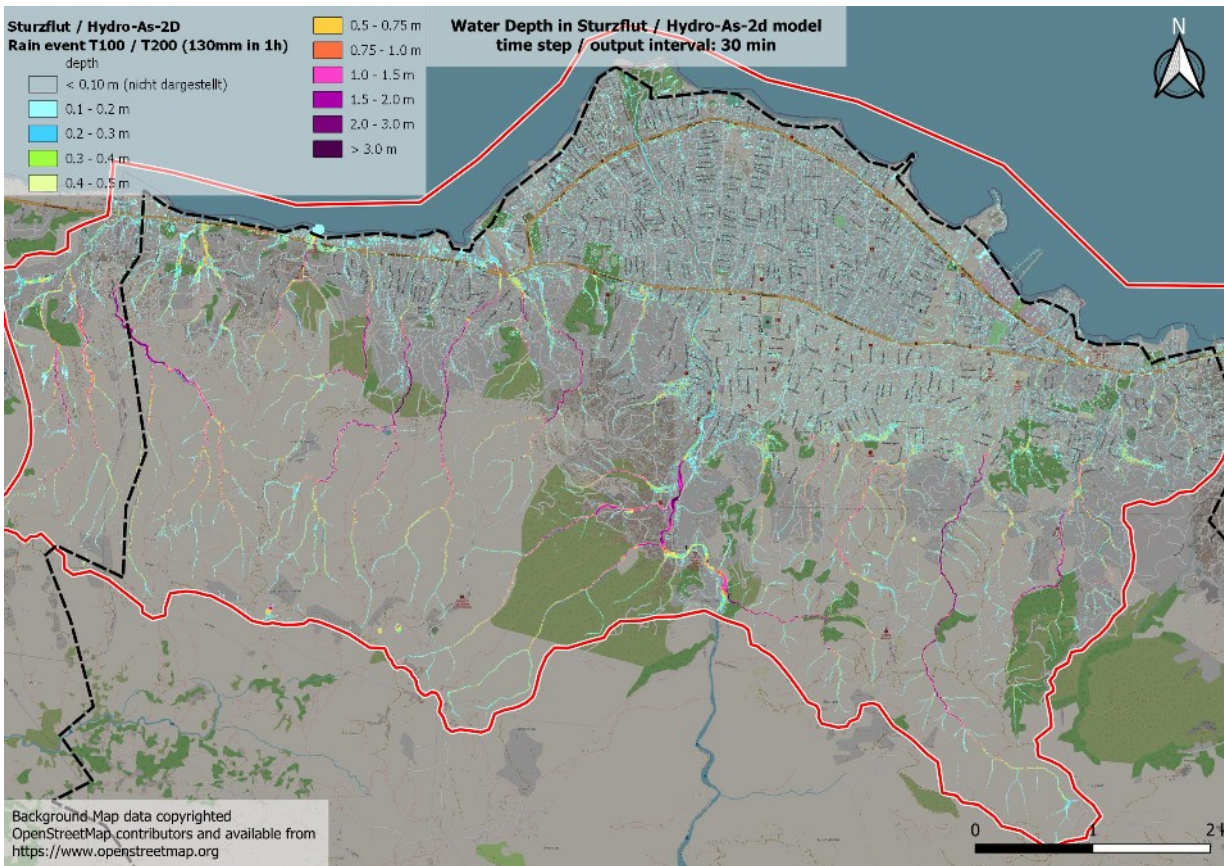 Sturzflut / Hydro-As-2D
Rain event T100 / T200 (130mm in 1h)
depth
< 0.10 m (nicht dargestellt)
0.1 - 0.2 m
0.2 - 0.3 m
0.3 - 0.4 m
0.4 - 0.5 m
0.5 - 0.75 m
0.75 - 1.0 m
1.0 - 1.5 m
1.5 - 2.0 m
2.0 - 3.0 m
> 3.0 m
Water Depth in Sturzflut / Hydro-As-2d model
time step / output interval: 30 min
N
Background Map data copyrighted
OpenStreetMap contributors and available from
https://www.openstreetmap.org
0 1 2